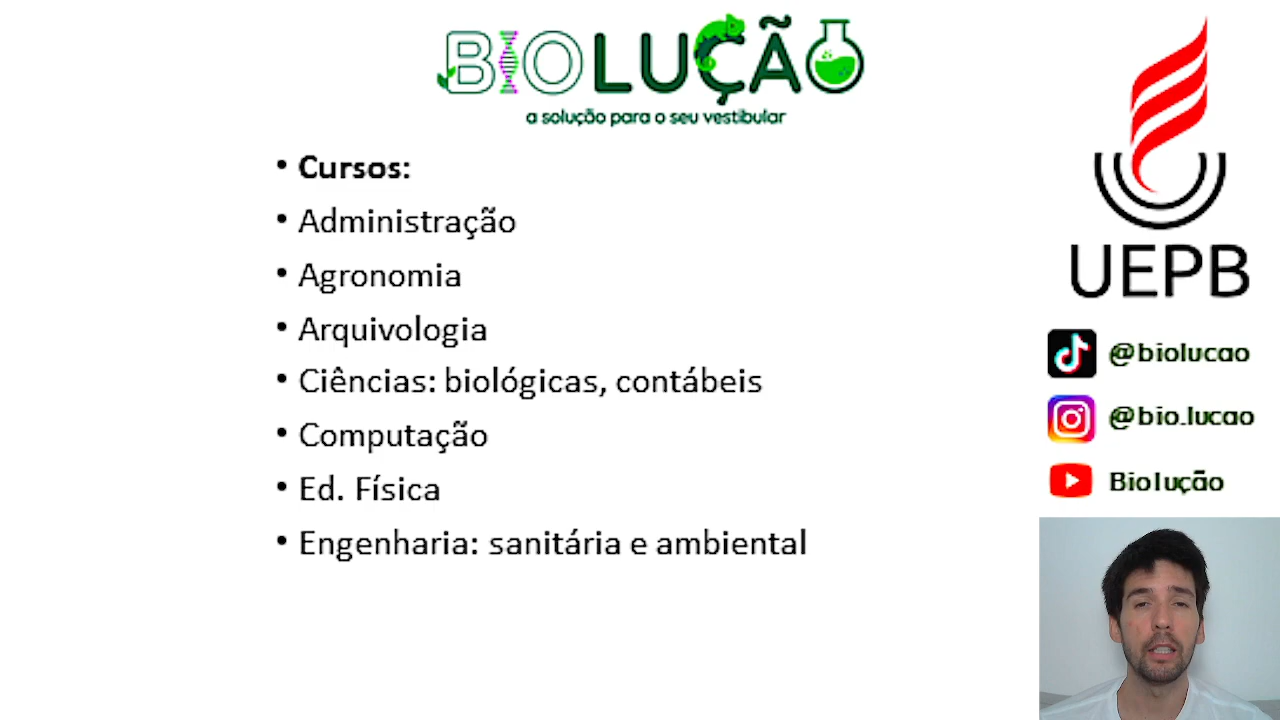 BIOLUÇÃO
a solução para o seu vestibular
• Cursos:
• Administração
• Agronomia
• Arquivologia
• Ciências: biológicas, contábeis
• Computação
• Ed. Física
• Engenharia: sanitária e ambiental
UEPB
@biolucao
@bio.lucao
Biolução